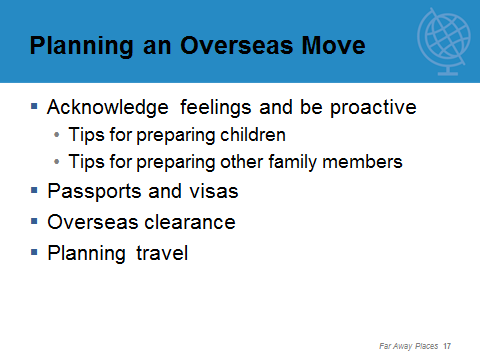 Planning an Overseas Move
▪ Acknowledge feelings and be proactive
• Tips for preparing children
• Tips for preparing other family members
▪ Passports and visas
▪ Overseas clearance
▪ Planning travel
Far Away Places 17